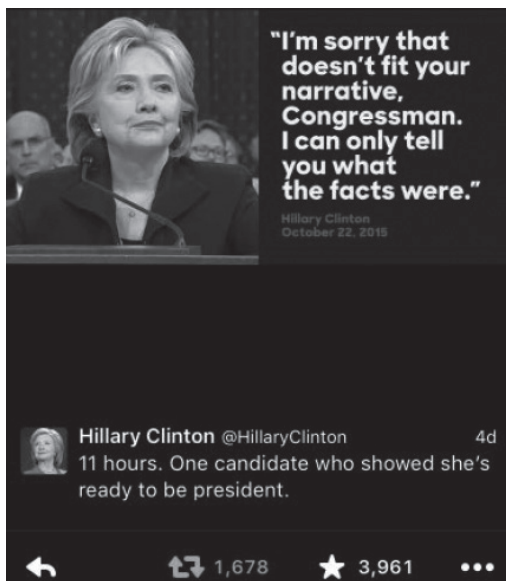 “I’m sorry that
doesn’t fit your
narrative,
Congressman.
I can only tell
you what
the facts were.”
Hillary Clinton
October 22, 2015
Hillary Clinton @HillaryClinton 4d
11 hours. One candidate who showed she’s
ready to be president.
1,678 3,961